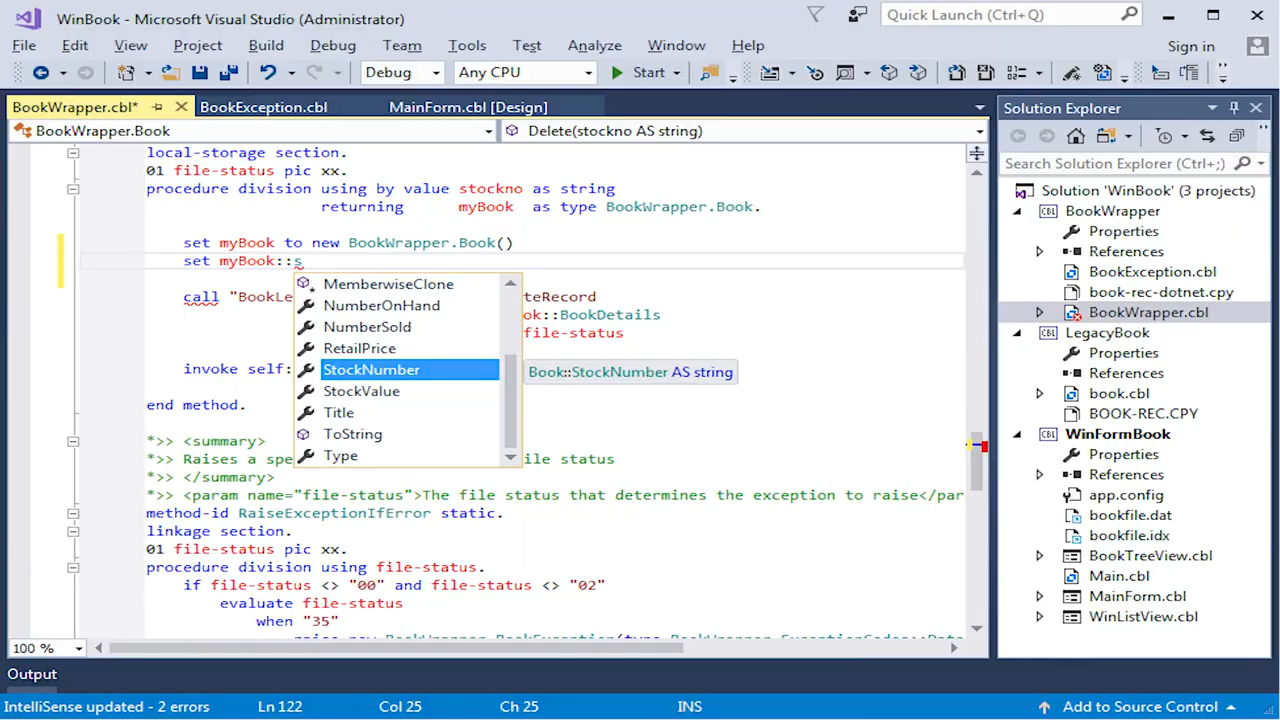 WinBook - Microsoft Visual Studio (Administrator)
Quick Launch (Ctrl+Q)
File Edit View Project Build Debug Team Tools Test Analyze Window Help
Sign in
Debug Any CPU Start
BookWrapper.cbl* BookException.cbl MainForm.cbl [Design]
BookWrapper.Book Delete(stockno AS string)
local-storage section.
01 file-status pic xx.
procedure division using by value stockno as string
returning myBook as type BookWrapper.Book.
set myBook to new BookWrapper.Book()
set myBook::s
MemberwiseClone
NumberOnHand
NumberSold
RetailPrice
StockNumber
StockValue
Title
ToString
Type
Book::StockNumber AS string
call "BookLe
teRecord
ok::BookDetails
file-status
invoke self:
end method.
*>> <summary>
*>> Raises a spe
ile status
*>> </summary>
*>> <param name="file-status">The file status that determines the exception to raise</par
method-id RaiseExceptionIfError static.
linkage section.
01 file-status pic xx.
procedure division using file-status.
if file-status <> "00" and file-status <> "02"
evaluate file-status
when "35"
raise new BookWrapper.BookException(type BookWrapper.ExceptionCodes::Data
100 %
Solution Explorer
Search Solution Explorer (Ctrl+;)
Solution 'WinBook' (3 projects)
BookWrapper
Properties
References
BookException.cbl
book-rec-dotnet.cpy
BookWrapper.cbl
LegacyBook
Properties
References
book.cbl
BOOK-REC.CPY
WinFormBook
Properties
References
app.config
bookfile.dat
bookfile.idx
BookTreeView.cbl
Main.cbl
MainForm.cbl
WinListView.cbl
Output
IntelliSense updated - 2 errors Ln 122 Col 25 Ch 25 INS Add to Source Control